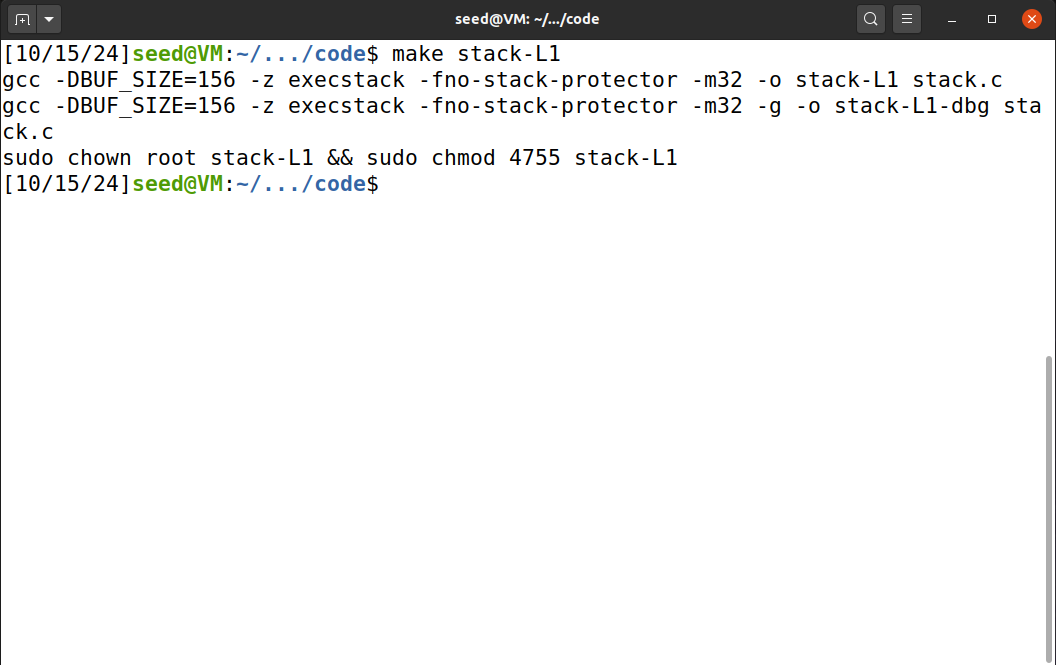 seed@VM: ~/.../code
[10/15/24]seed@VM:~/.../code$ make stack-L1
gcc -DBUF_SIZE=156 -z execstack -fno-stack-protector -m32 -o stack-L1 stack.c
gcc -DBUF_SIZE=156 -z execstack -fno-stack-protector -m32 -g -o stack-L1-dbg sta
ck.c
sudo chown root stack-L1 && sudo chmod 4755 stack-L1
[10/15/24]seed@VM:~/.../code$